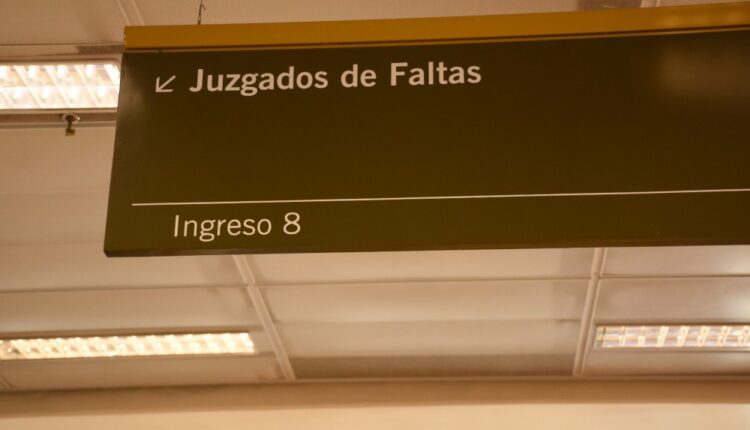 ↙ Juzgados de Faltas
Ingreso 8